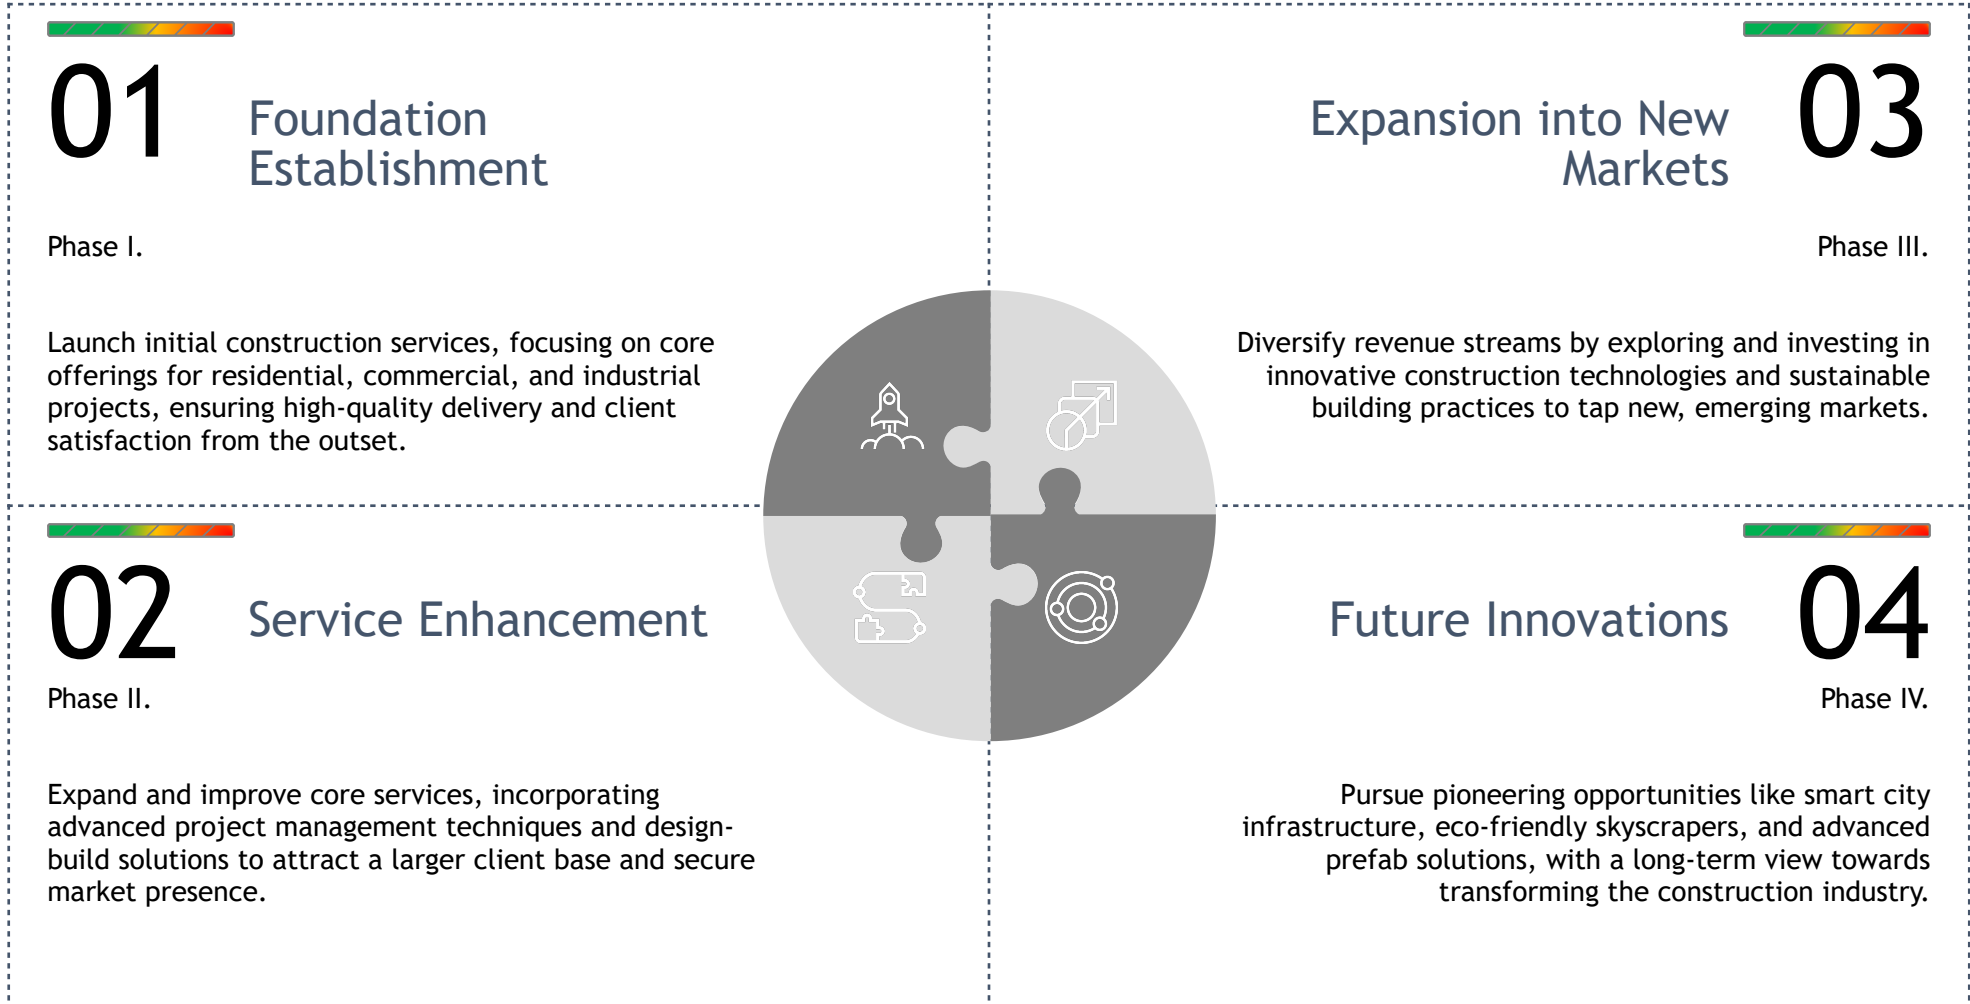 01
Foundation
Establishment
Phase I.
Launch initial construction services, focusing on core
offerings for residential, commercial, and industrial
projects, ensuring high-quality delivery and client
satisfaction from the outset.
02
Service Enhancement
Phase II.
Expand and improve core services, incorporating
advanced project management techniques and design-
build solutions to attract a larger client base and secure
market presence.
03
Expansion into New
Markets
Phase III.
Diversify revenue streams by exploring and investing in
innovative construction technologies and sustainable
building practices to tap new, emerging markets.
04
Future Innovations
Phase IV.
Pursue pioneering opportunities like smart city
infrastructure, eco-friendly skyscrapers, and advanced
prefab solutions, with a long-term view towards
transforming the construction industry.